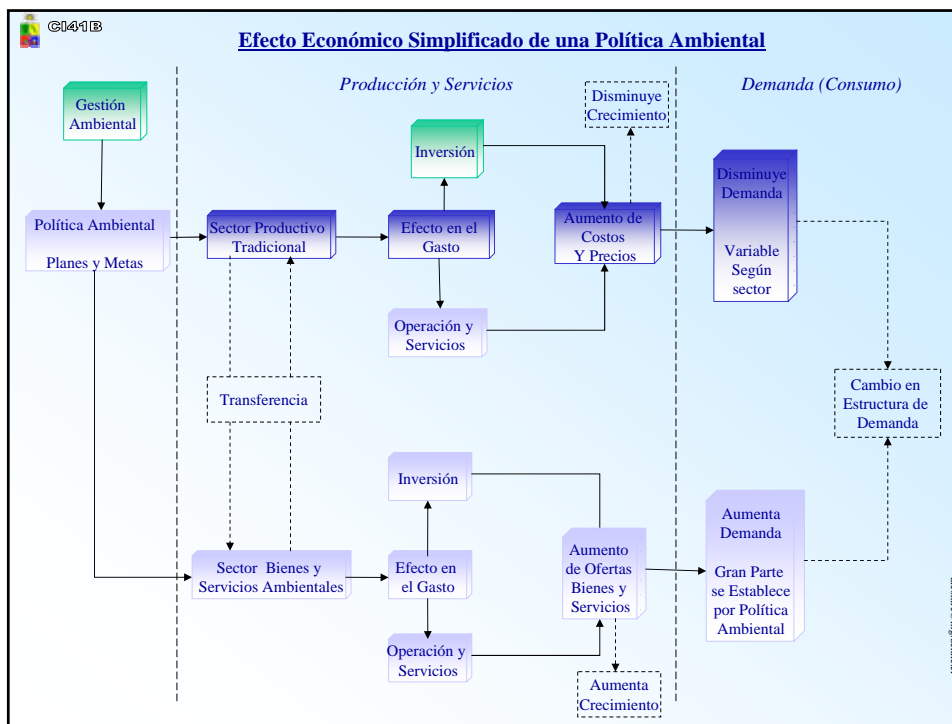 CI41B
Efecto Económico Simplificado de una Política Ambiental
Producción y Servicios
Demanda (Consumo)
Gestión
Ambiental
Política Ambiental
Planes y Metas
Sector Productivo
Tradicional
Inversión
Efecto en el
Gasto
Operación y
Servicios
Disminuye
Crecimiento
Aumento de
Costos
Y Precios
Disminuye
Demanda
Variable
Según
sector
Transferencia
Cambio en
Estructura de
Demanda
Sector Bienes y
Servicios Ambientales
Inversión
Efecto en
el Gasto
Operación y
Servicios
Aumento
de Ofertas
Bienes y
Servicios
Aumenta
Crecimiento
Aumenta
Demanda
Gran Parte
se Establece
por Política
Ambiental